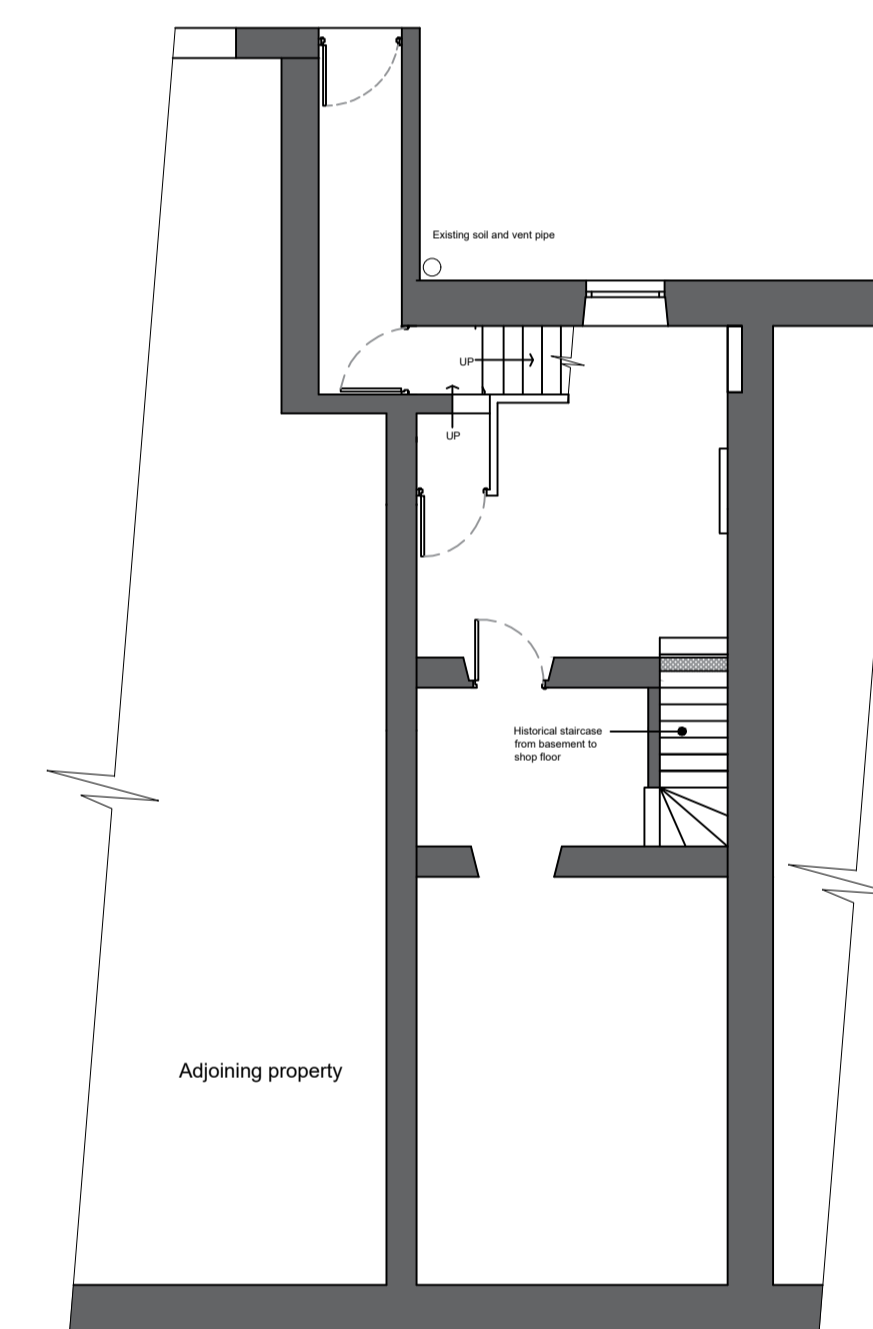 Existing soil and vent pipe
UP
UP
Historical staircase
from basement to
shop floor
Adjoining property